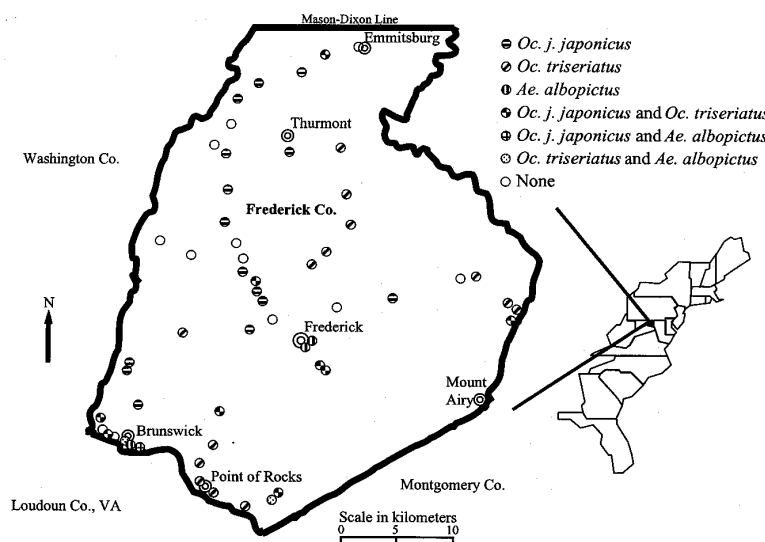 Mason-Dixon Line
Emmitsburg
Oc. j. japonicus
Oc. triseriatus
Ae. albopictus
Oc. j. japonicus and Oc. triseriatus
Oc. j. japonicus and Ae. albopictus
Oc. triseriatus and Ae. albopictus
None
Thurmont
Washington Co.
Frederick Co.
N
Frederick
Mount
Airy
Brunswick
Point of Rocks
Montgomery Co.
Loudoun Co., VA
Scale in kilometers
0 5 10